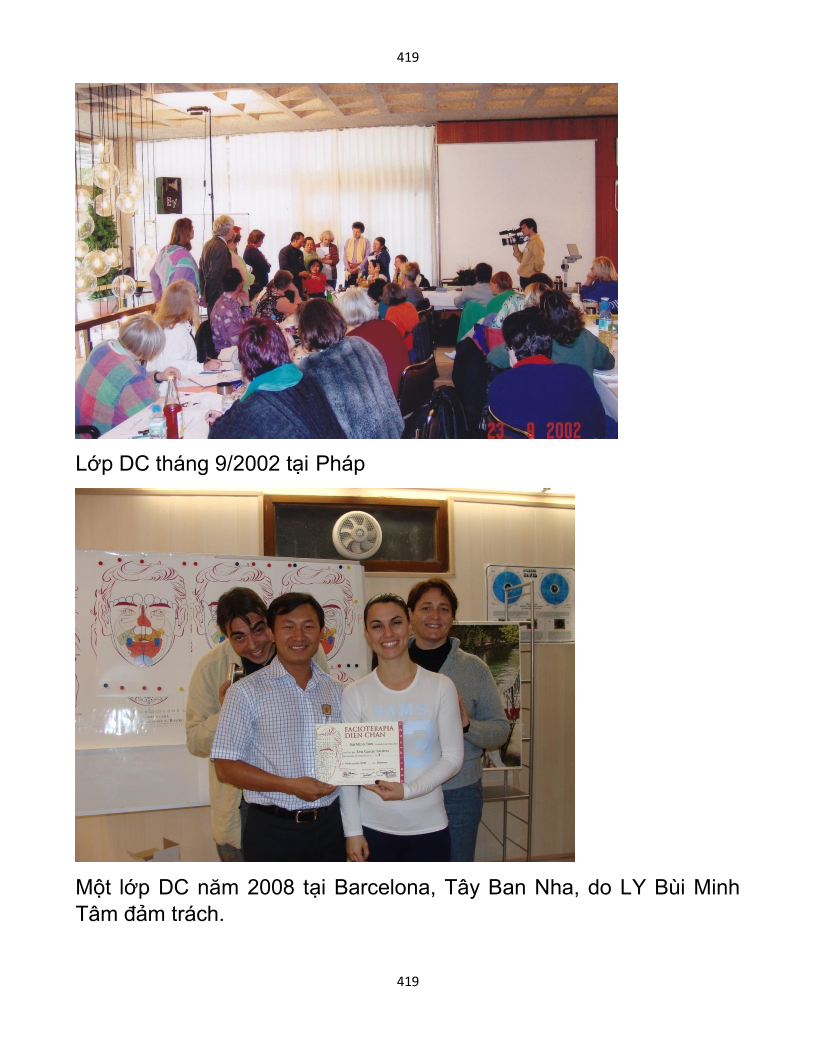 419
23 9 2002
Lớp DC tháng 9/2002 tại Pháp
FACIOTERAPIA
DIEN CHAN
Một lớp DC năm 2008 tại Barcelona, Tây Ban Nha, do LY Bùi Minh
Tâm đảm trách.
419